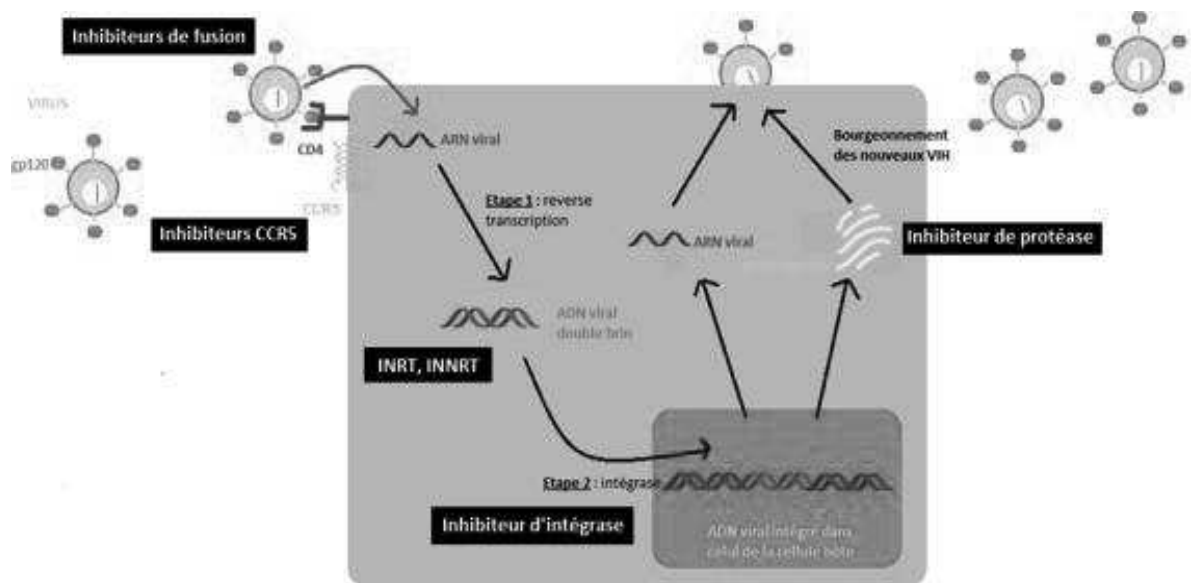 Inhibiteurs de fusion
VIRUS
gp120
CD4
CCR5
Inhibiteurs CCR5
ARN viral
Etape 1 : reverse
transcription
ADN viral
double brin
INRT, INNRT
Etape 2 : intégrase
Inhibiteur d'intégrase
ADN viral intégré dans
celui de la cellule hôte
ARN viral
Inhibiteur de protéase
Bourgeonnement
des nouveaux VIH